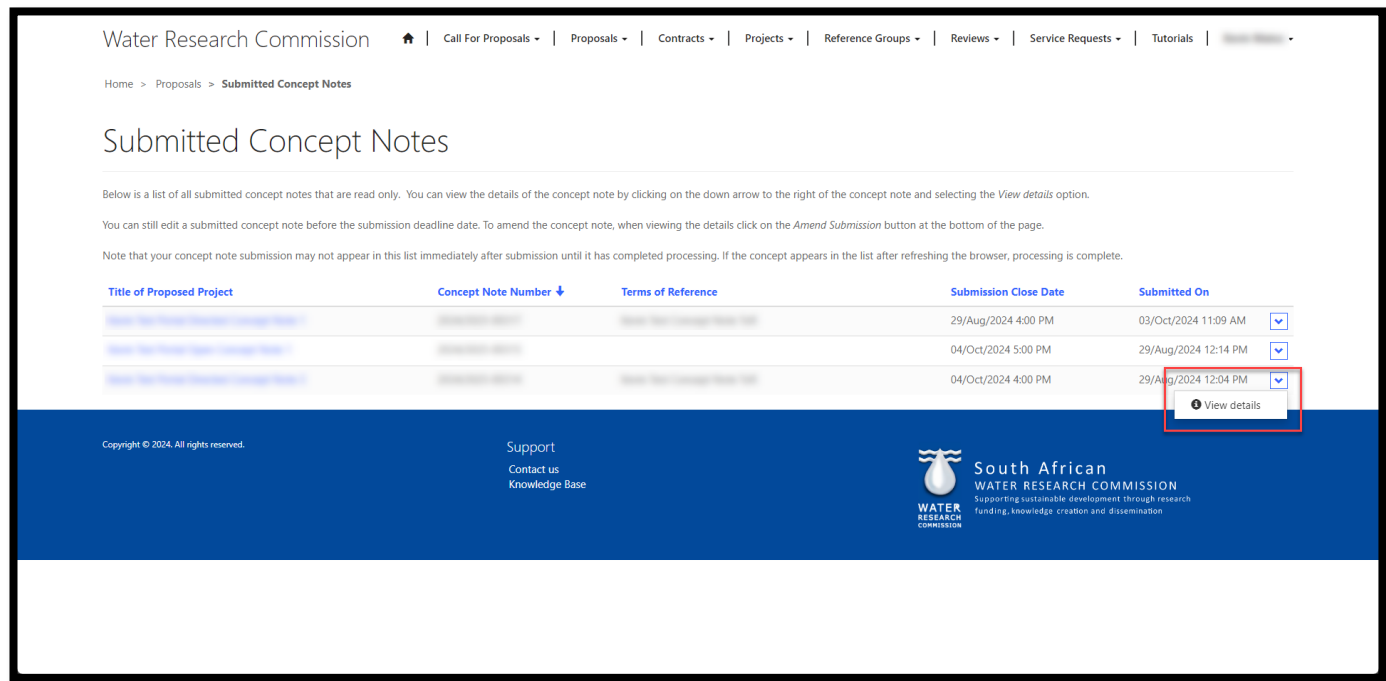 Water Research Commission
Call For Proposals
Proposals
Contracts
Projects
Reference Groups
Reviews
Service Requests
Tutorials
Home > Proposals > Submitted Concept Notes
Submitted Concept Notes
Below is a list of all submitted concept notes that are read only. You can view the details of the concept note by clicking on the down arrow to the right of the concept note and selecting the View details option.
You can still edit a submitted concept note before the submission deadline date. To amend the concept note, when viewing the details click on the Amend Submission button at the bottom of the page.
Note that your concept note submission may not appear in this list immediately after submission until it has completed processing. If the concept appears in the list after refreshing the browser, processing is complete.
Title of Proposed Project
Concept Note Number
Terms of Reference
Submission Close Date
Submitted On
29/Aug/2024 4:00 PM
03/Oct/2024 11:09 AM
04/Oct/2024 5:00 PM
29/Aug/2024 12:14 PM
04/Oct/2024 4:00 PM
29/Aug/2024 12:04 PM
View details
Copyright © 2024. All rights reserved.
Support
Contact us
Knowledge Base
WATER
RESEARCH
COMMISSION
South African
WATER RESEARCH COMMISSION
Supporting sustainable development through research
funding, knowledge creation and dissemination